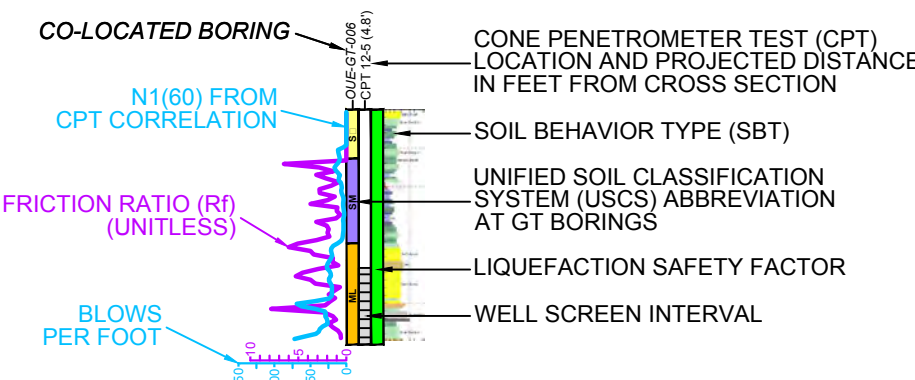 CO-LOCATED BORING
OUE-GT-006
CPT 12-5 (4.8')
CONE PENETROMETER TEST (CPT)
LOCATION AND PROJECTED DISTANCE
IN FEET FROM CROSS SECTION
N1(60) FROM
CPT CORRELATION
SOIL BEHAVIOR TYPE (SBT)
UNIFIED SOIL CLASSIFICATION
SYSTEM (USCS) ABBREVIATION
AT GT BORINGS
SM
FRICTION RATIO (Rf)
(UNITLESS)
LIQUEFACTION SAFETY FACTOR
ML
WELL SCREEN INTERVAL
BLOWS
PER FOOT
10 5 0